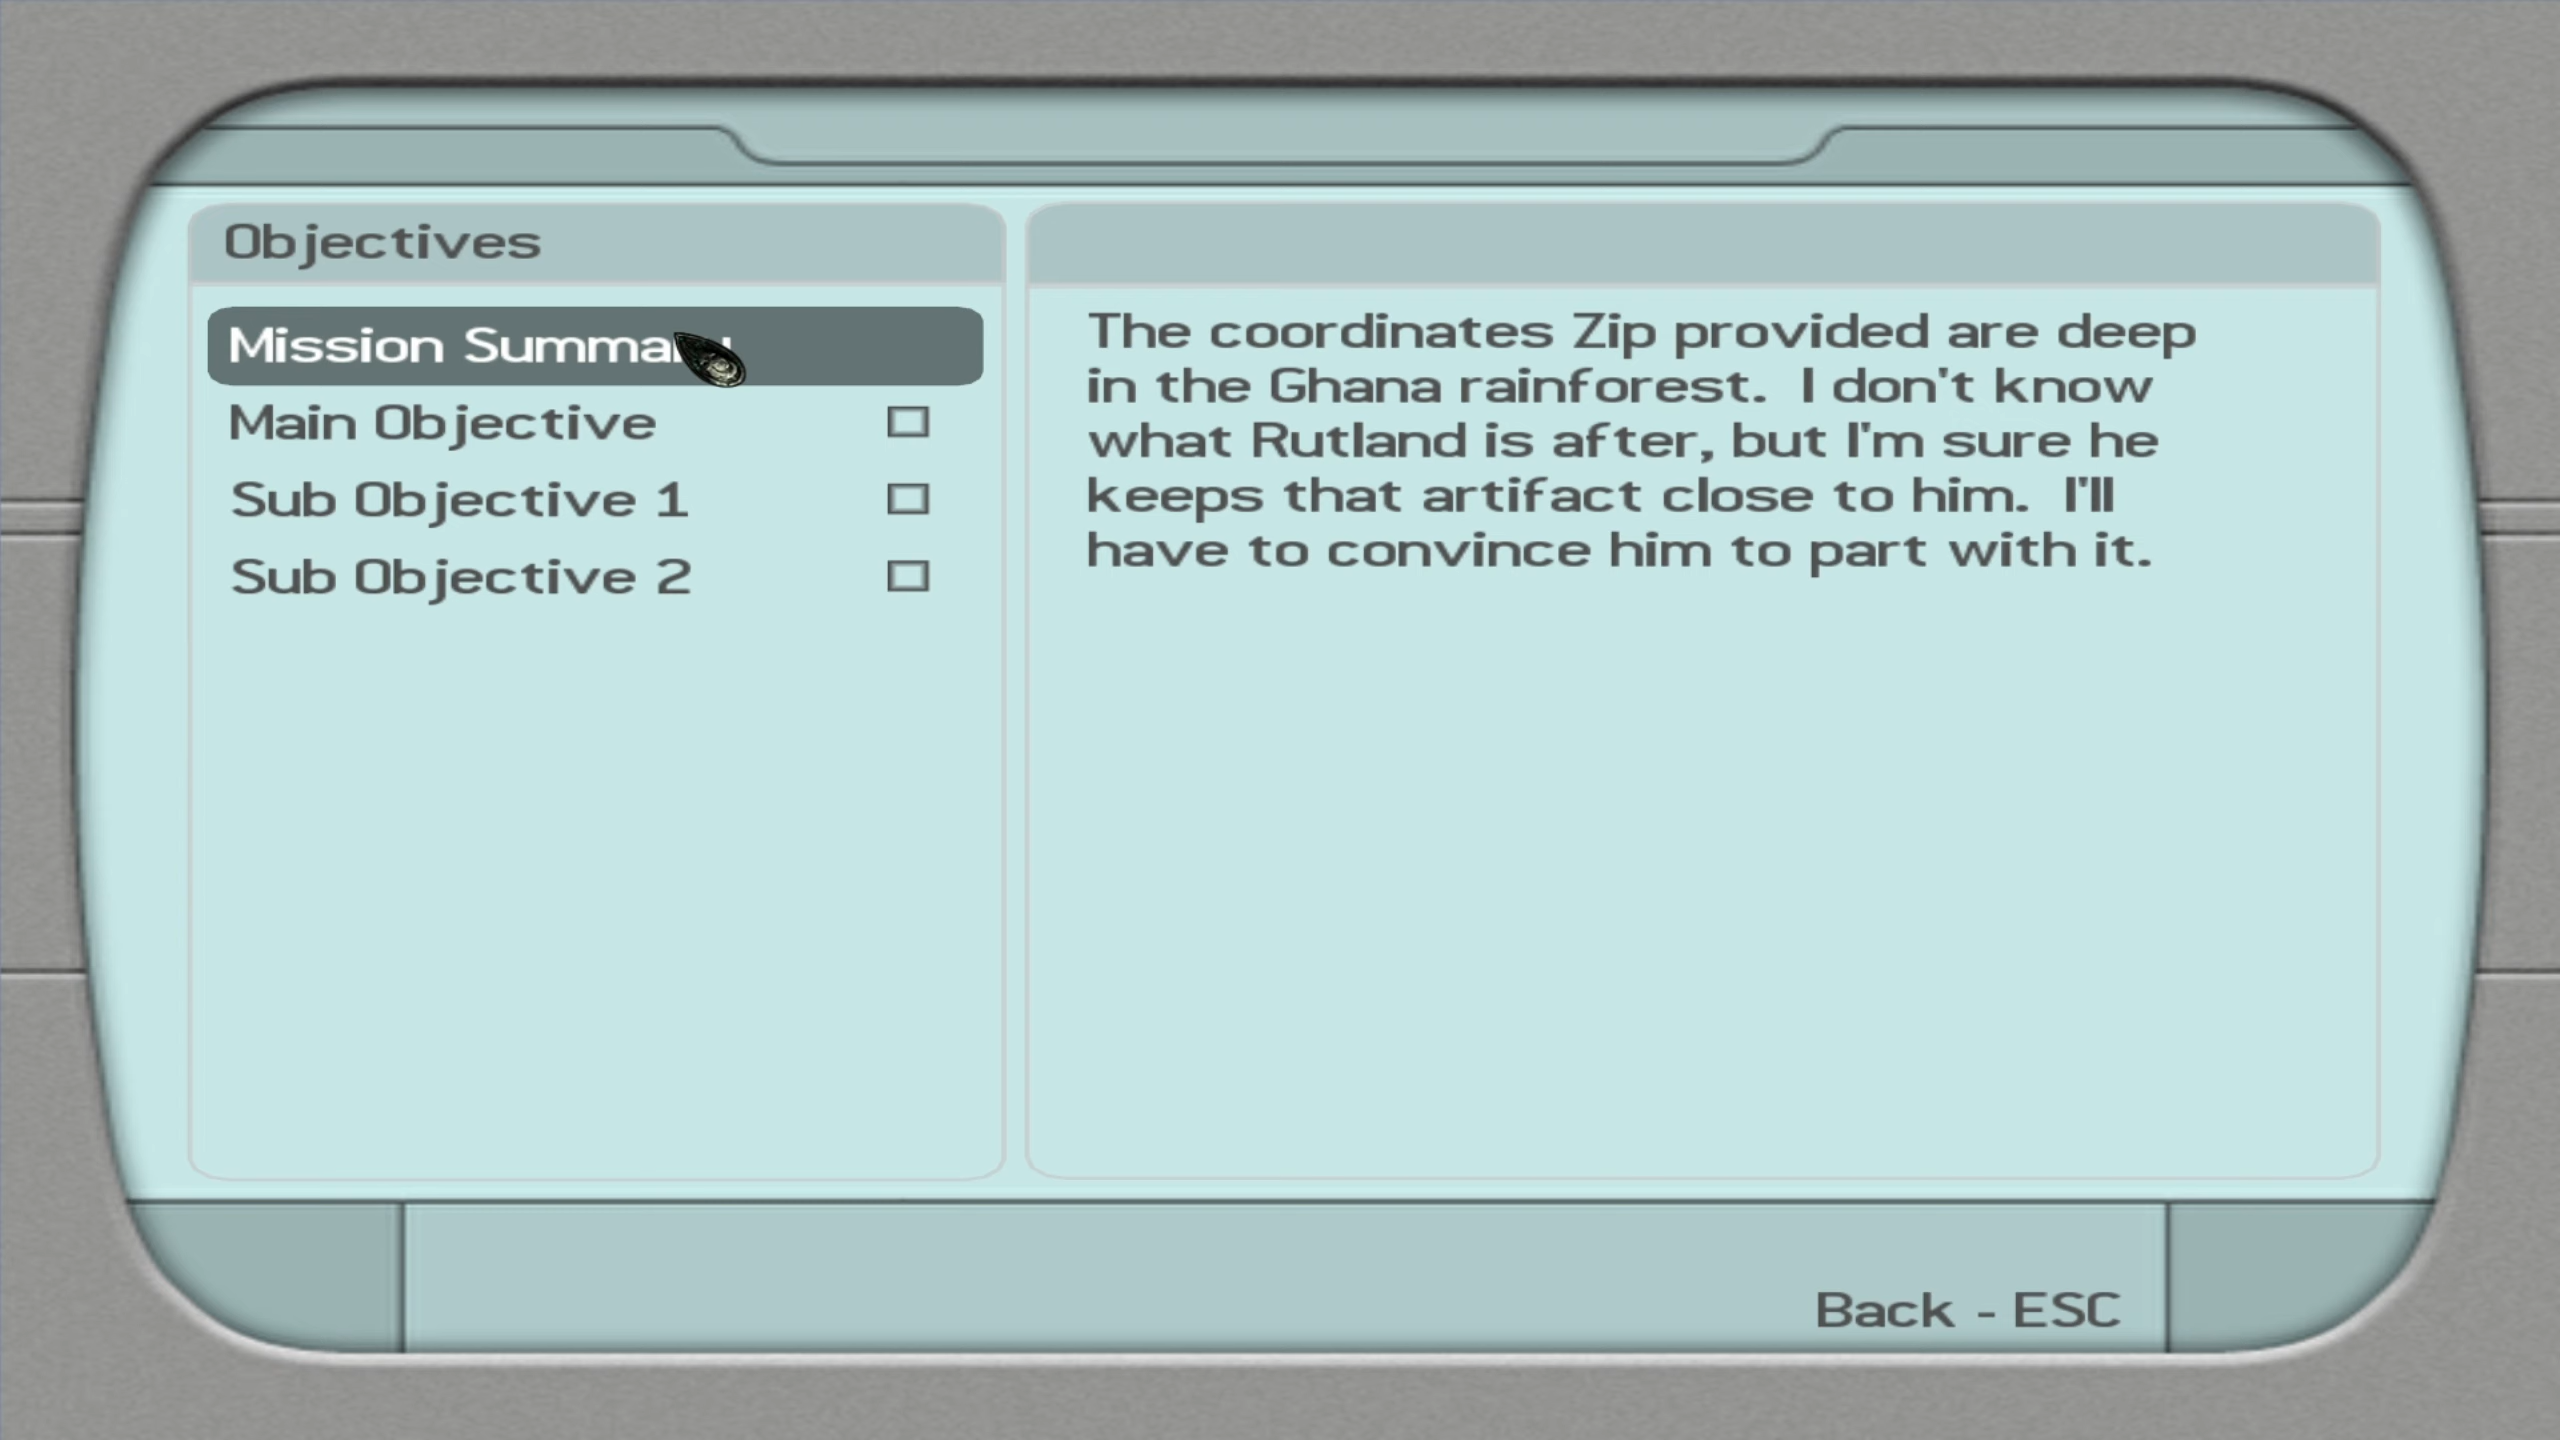 Objectives
Mission Summary
Main Objective
Sub Objective 1
Sub Objective 2
The coordinates Zip provided are deep
in the Ghana rainforest.  I don't know
what Rutland is after, but I'm sure he
keeps that artifact close to him.  I'll
have to convince him to part with it.
Back - ESC